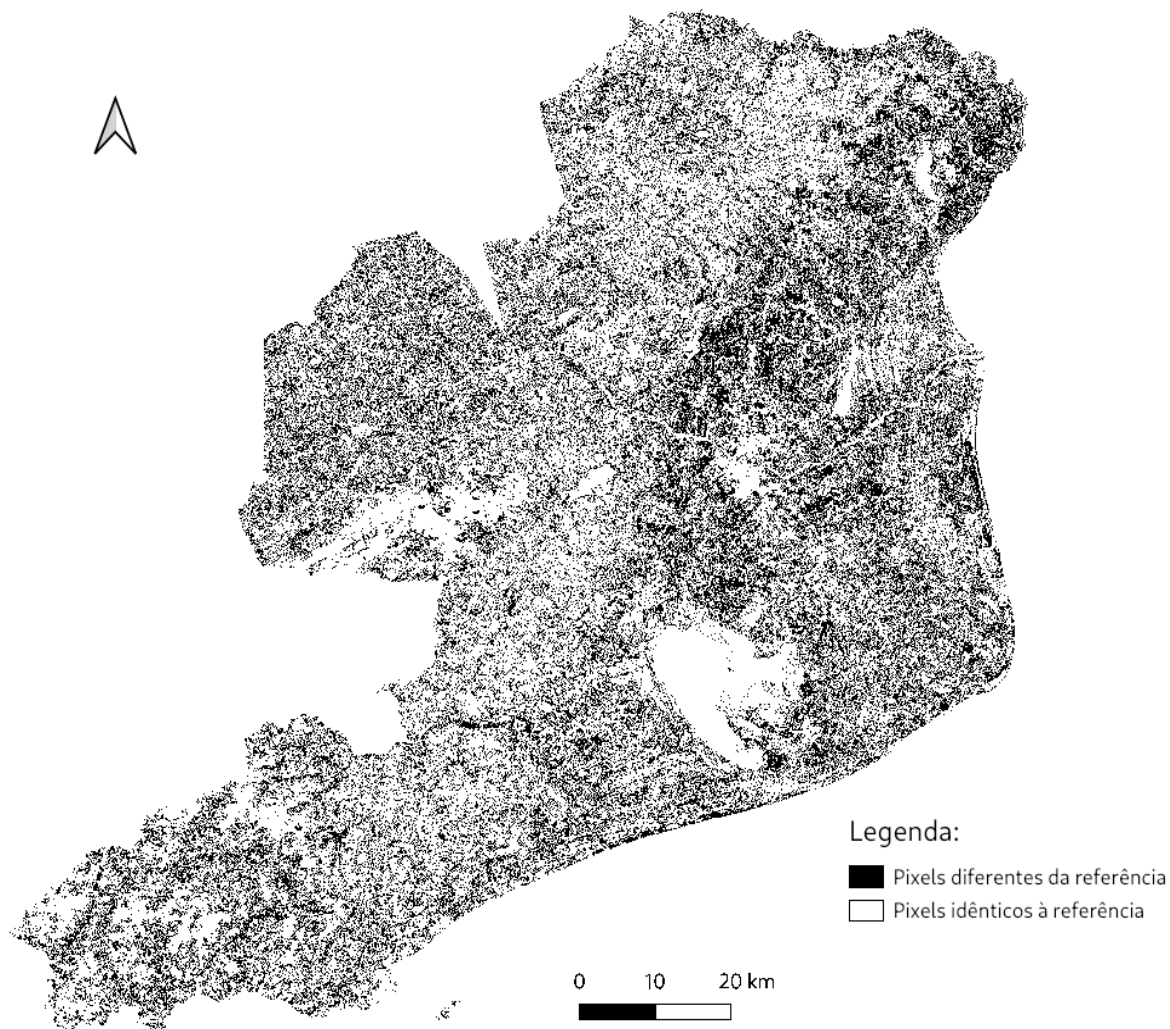 Legenda:
Pixels diferentes da referência
Pixels idênticos à referência
0 10 20 km